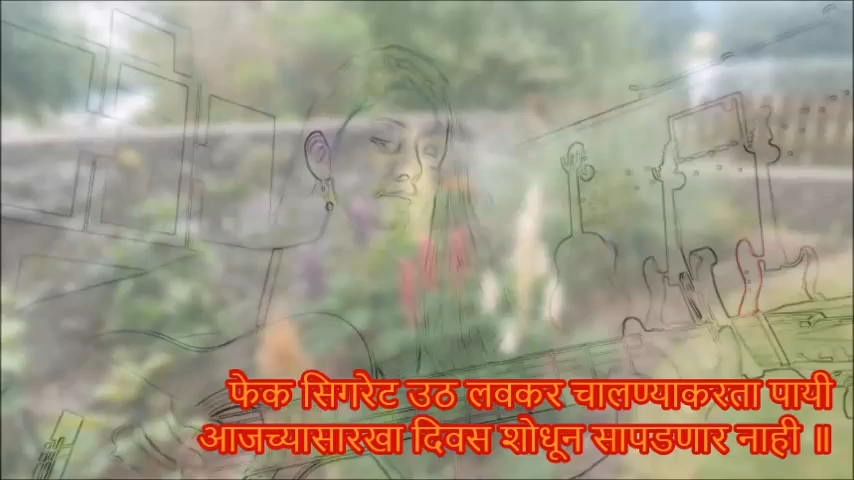 फेक सिगरेट उठ लवकर चालण्याकरता पायी
आजच्यासारखा दिवस शोधून सापडणार नाही ॥